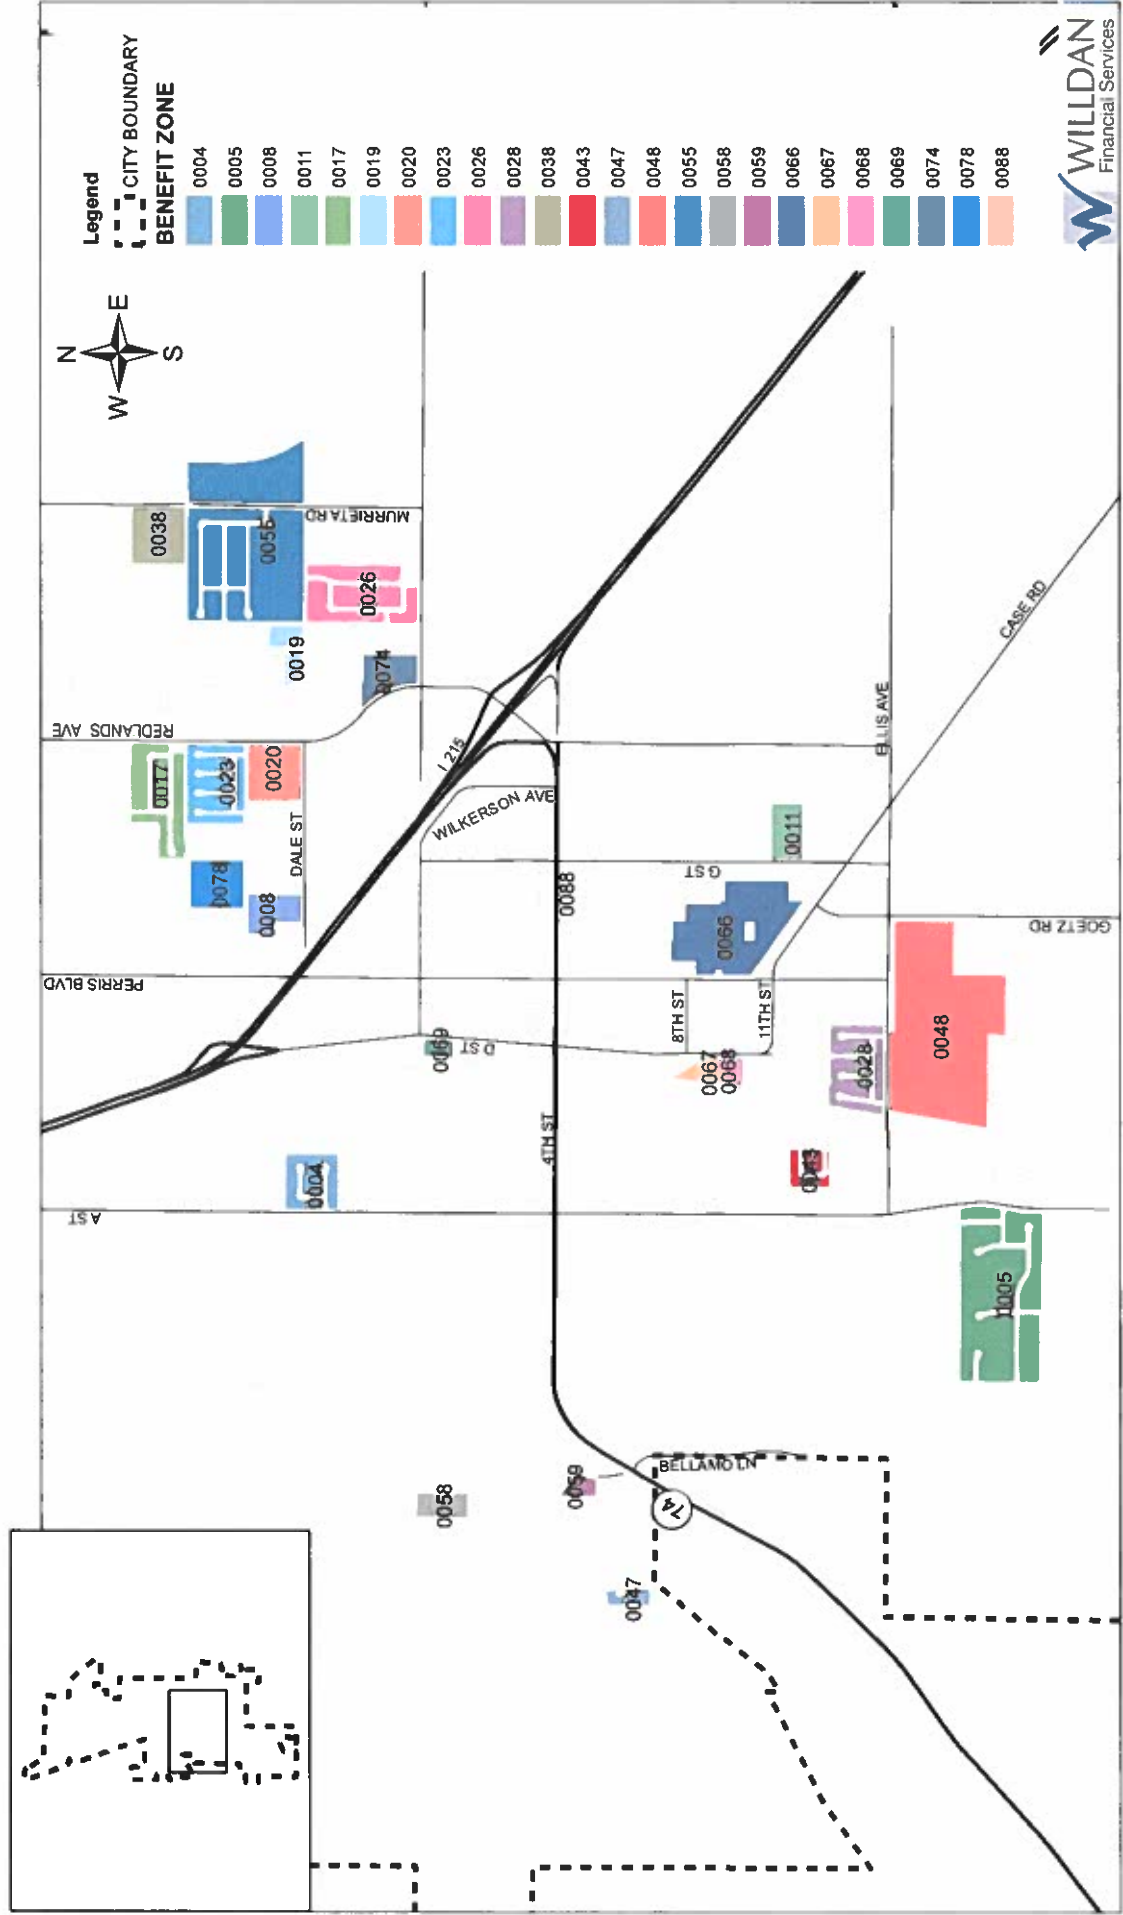 Legend
CITY BOUNDARY
BENEFIT ZONE
0004
0005
0008
0011
0017
0019
0020
0023
0026
0028
0038
0043
0047
0048
0055
0058
0059
0066
0067
0068
0069
0074
0078
0088
N
W E
S
WILLDAN
Financial Services
0038
0055
MURRIETA RD
0026
0019
0074
REDLANDS AVE
0017
0023
0020
DALE ST
0078
0008
PERRIS BLVD
I 215
WILKERSON AVE
0088
G ST
0011
ELLIS AVE
CASE RD
GOETZ RD
0066
8TH ST
11TH ST
0069
D ST
0067
0068
0028
0048
4TH ST
0004
A ST
0043
0005
0058
0059
BELLAMO LN
74
0047